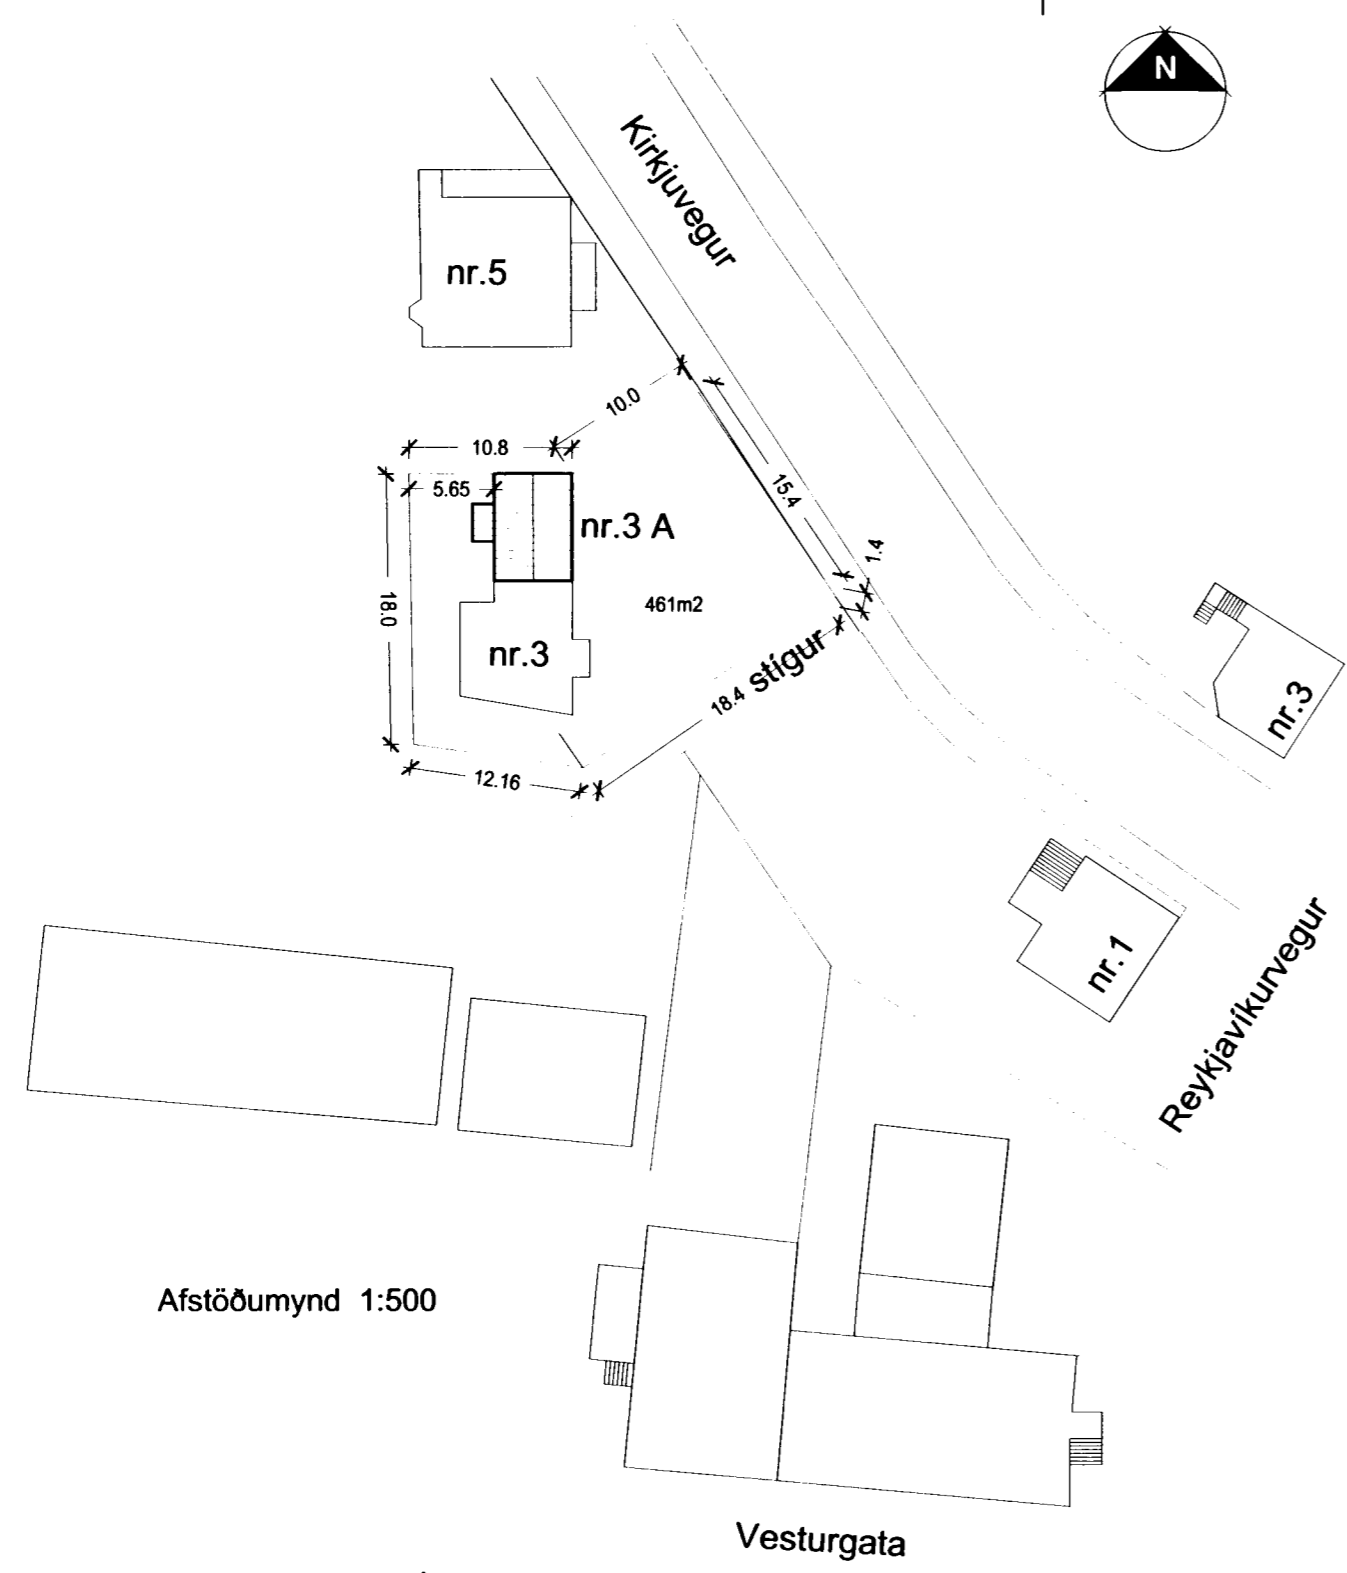 N
Kirkjuvegur
nr.5
10.0
10.8
5.65
15.4
nr.3 A
1.4
18.0
461m2
nr.3
stígur
18.4
nr.3
12.16
nr.1
Reykjavíkurvegur
Afstöðumynd 1:500
Vesturgata